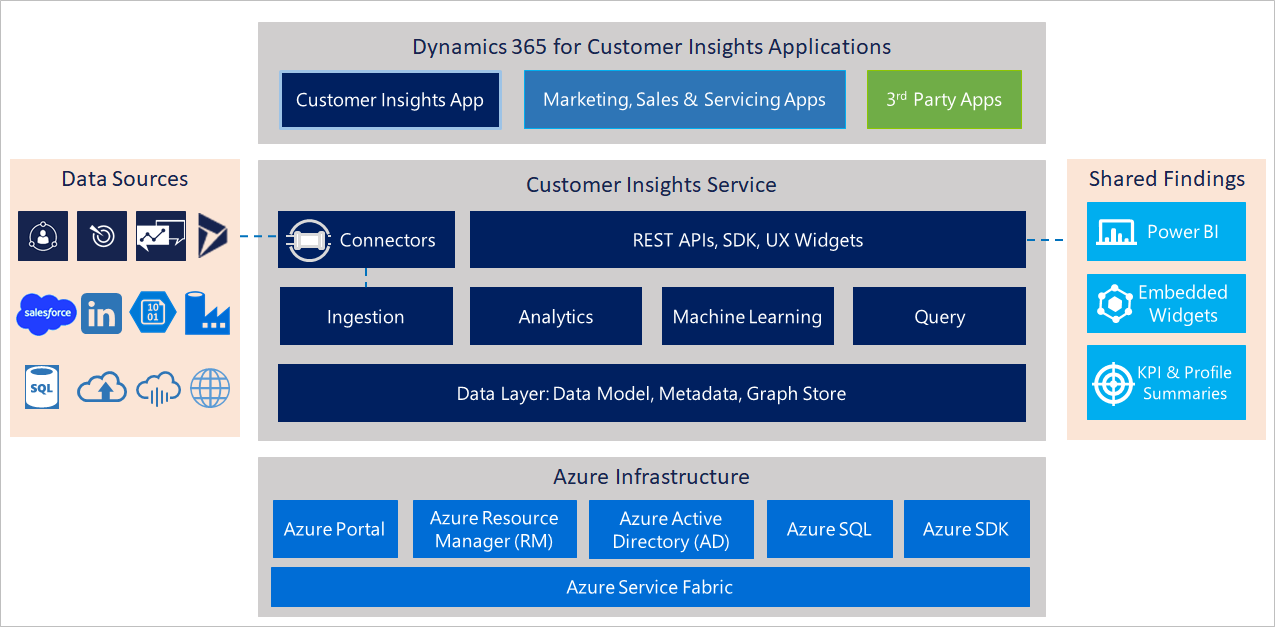 Dynamics 365 for Customer Insights Applications
Customer Insights App
Marketing, Sales & Servicing Apps
3rd Party Apps
Data Sources
salesforce
in
10
01
SQL
Customer Insights Service
Connectors
REST APIs, SDK, UX Widgets
Ingestion
Analytics
Machine Learning
Query
Data Layer: Data Model, Metadata, Graph Store
Shared Findings
Power BI
Embedded
Widgets
KPI & Profile
Summaries
Azure Infrastructure
Azure Portal
Azure Resource
Manager (RM)
Azure Active
Directory (AD)
Azure SQL
Azure SDK
Azure Service Fabric